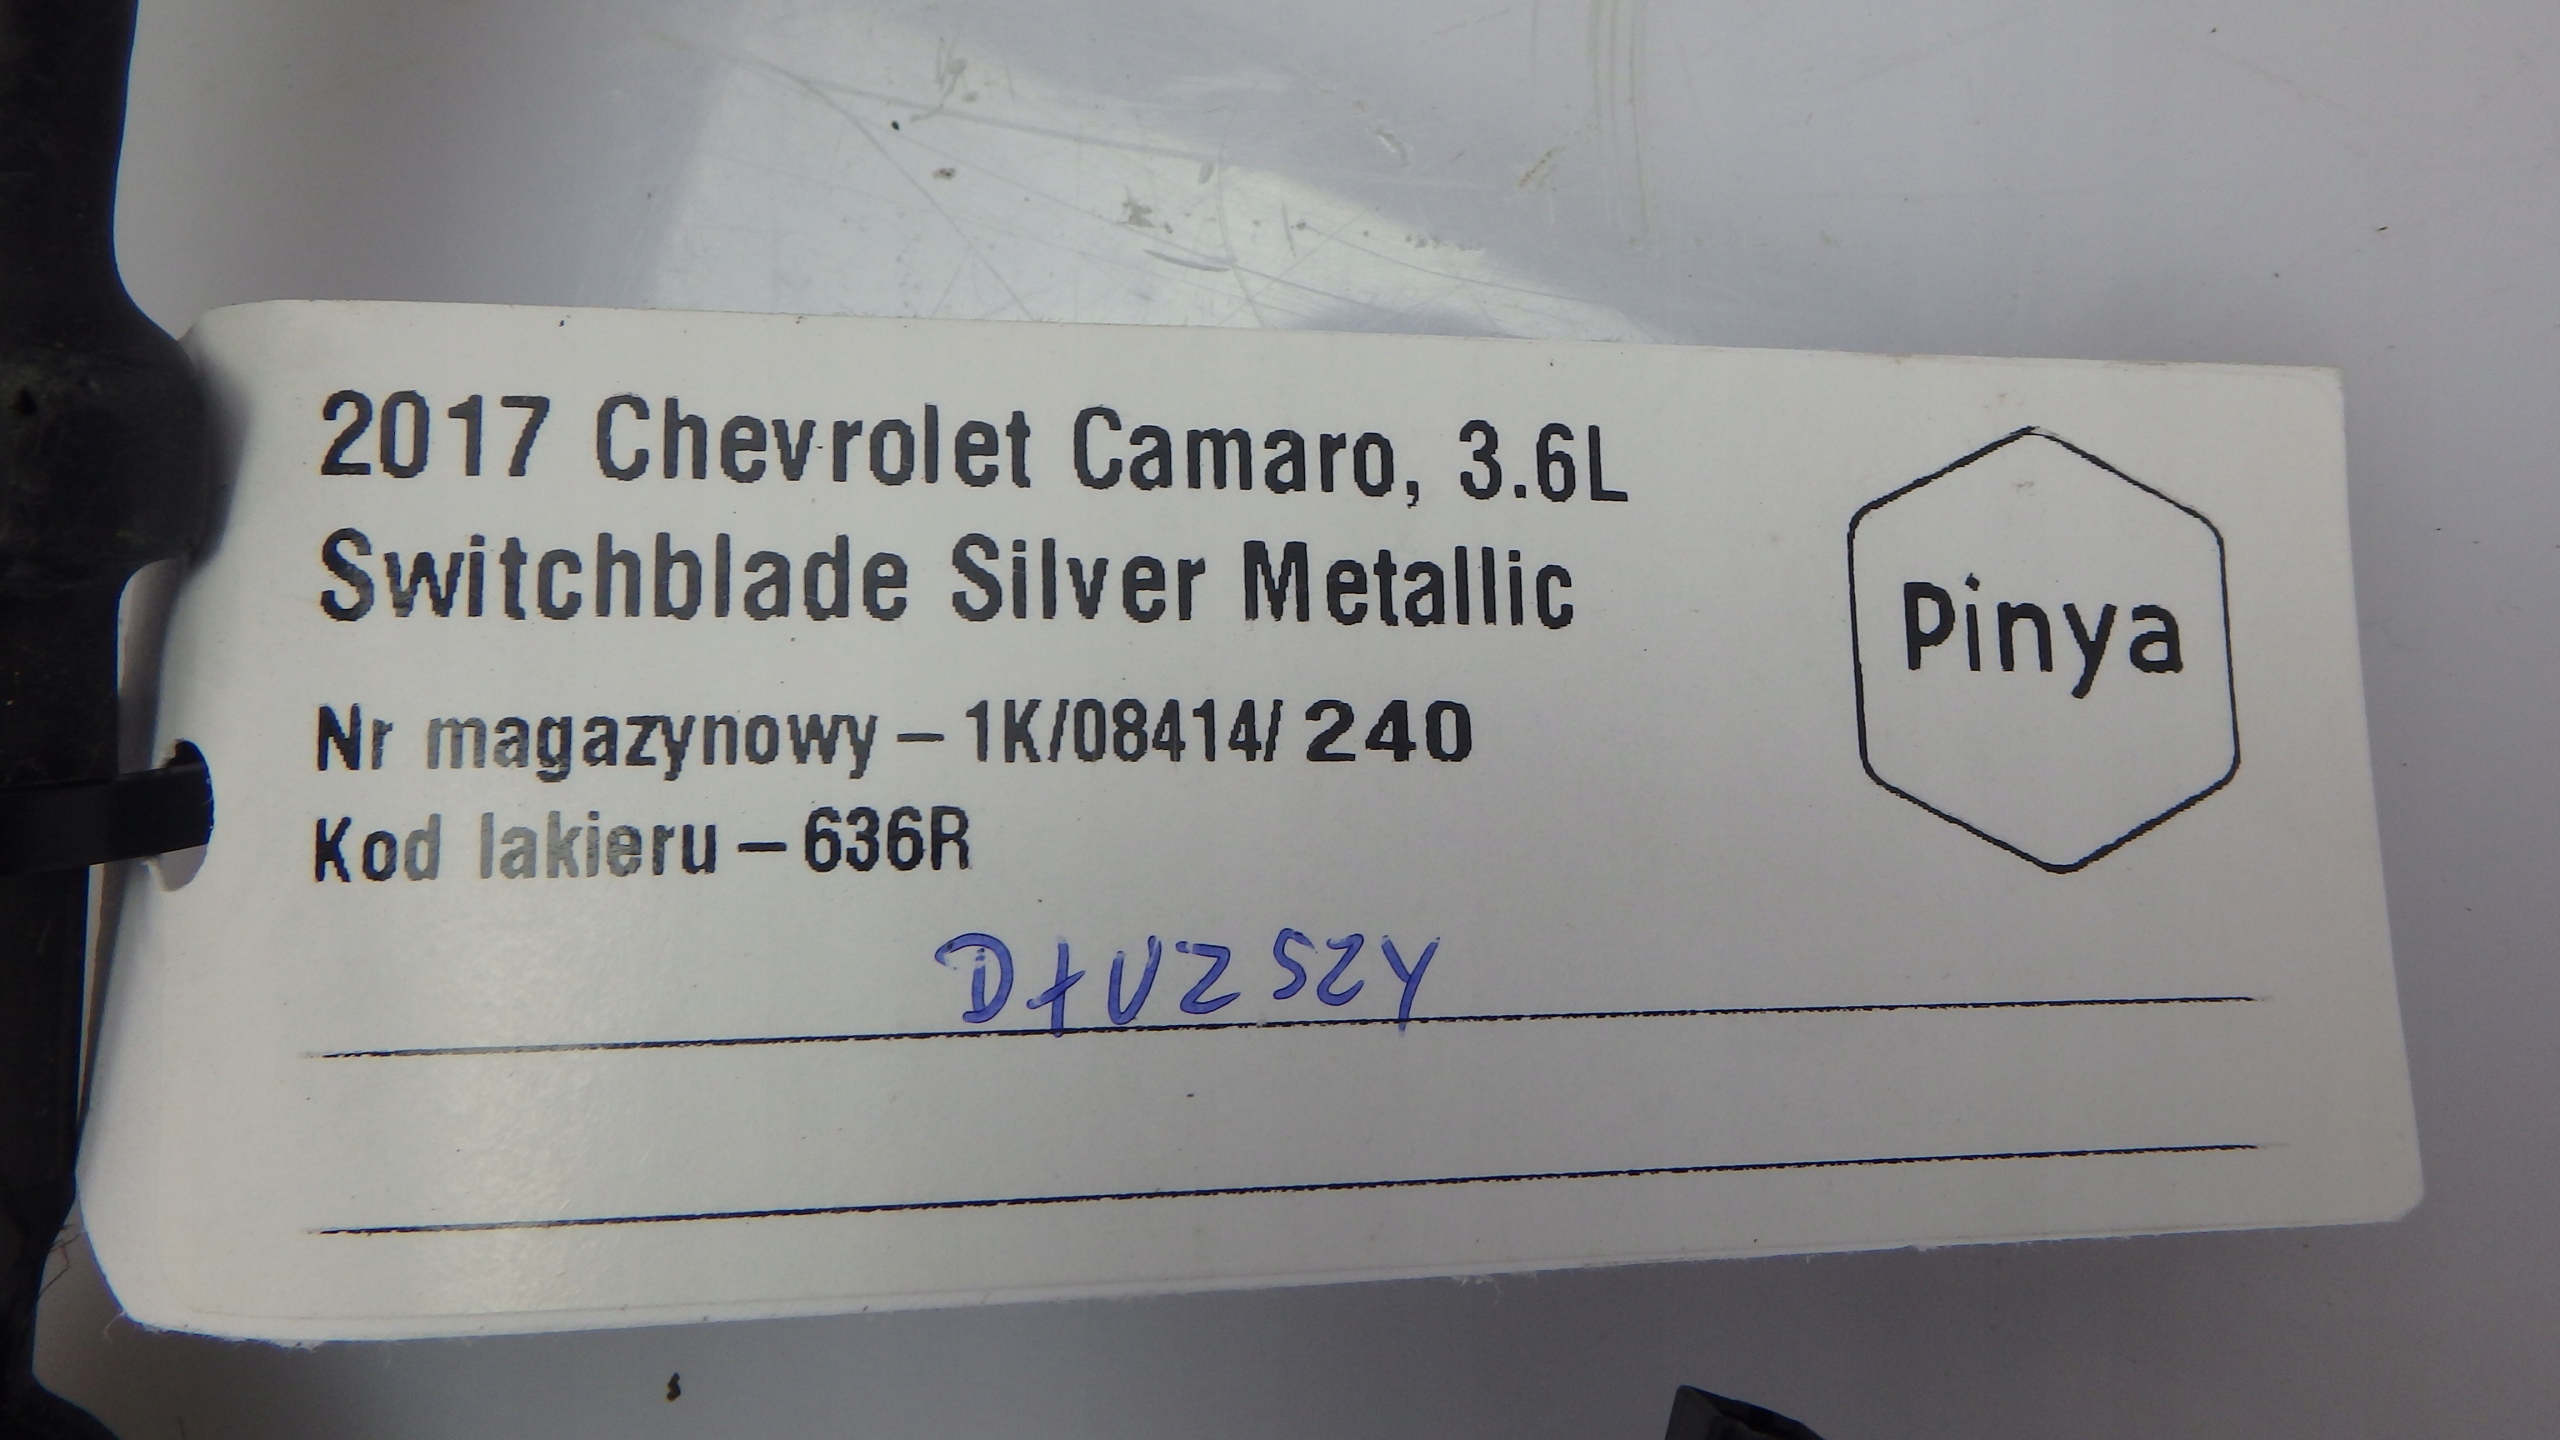 2017 Chevrolet Camaro, 3.6L
Switchblade Silver Metallic
Nr magazynowy – 1K/08414/ 240
Kod lakieru – 636R
Pinya
DłUZSZY